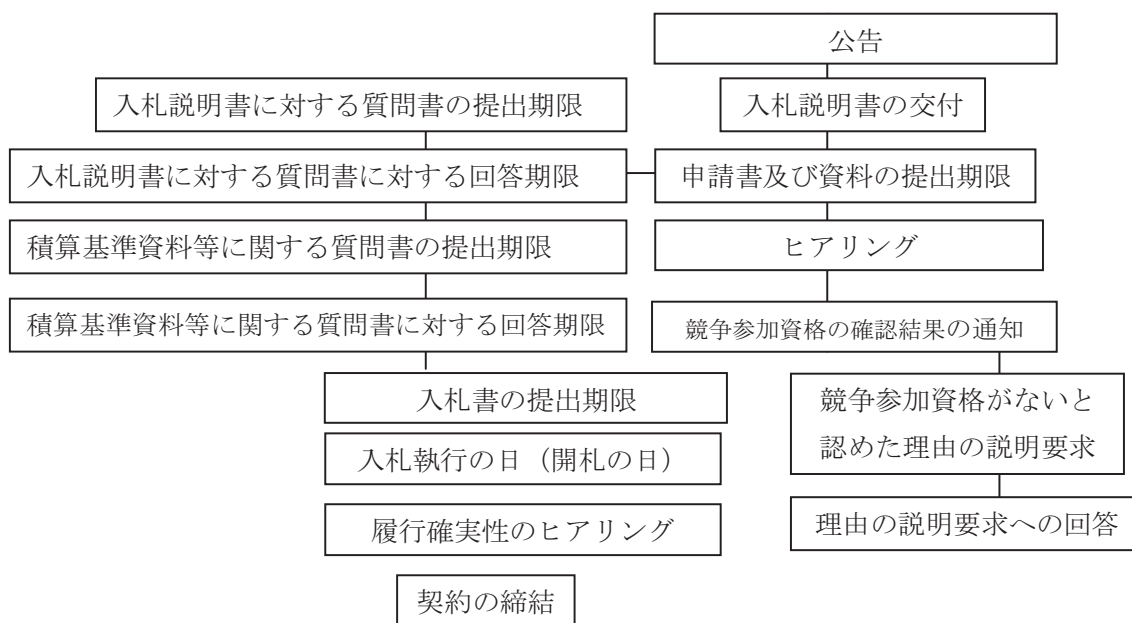 公告
入札説明書に対する質問書の提出期限
入札説明書の交付
入札説明書に対する質問書に対する回答期限
申請書及び資料の提出期限
積算基準資料等に関する質問書の提出期限
ヒアリング
積算基準資料等に関する質問書に対する回答期限
競争参加資格の確認結果の通知
入札書の提出期限
競争参加資格がないと
認めた理由の説明要求
入札執行の日（開札の日）
履行確実性のヒアリング
理由の説明要求への回答
契約の締結